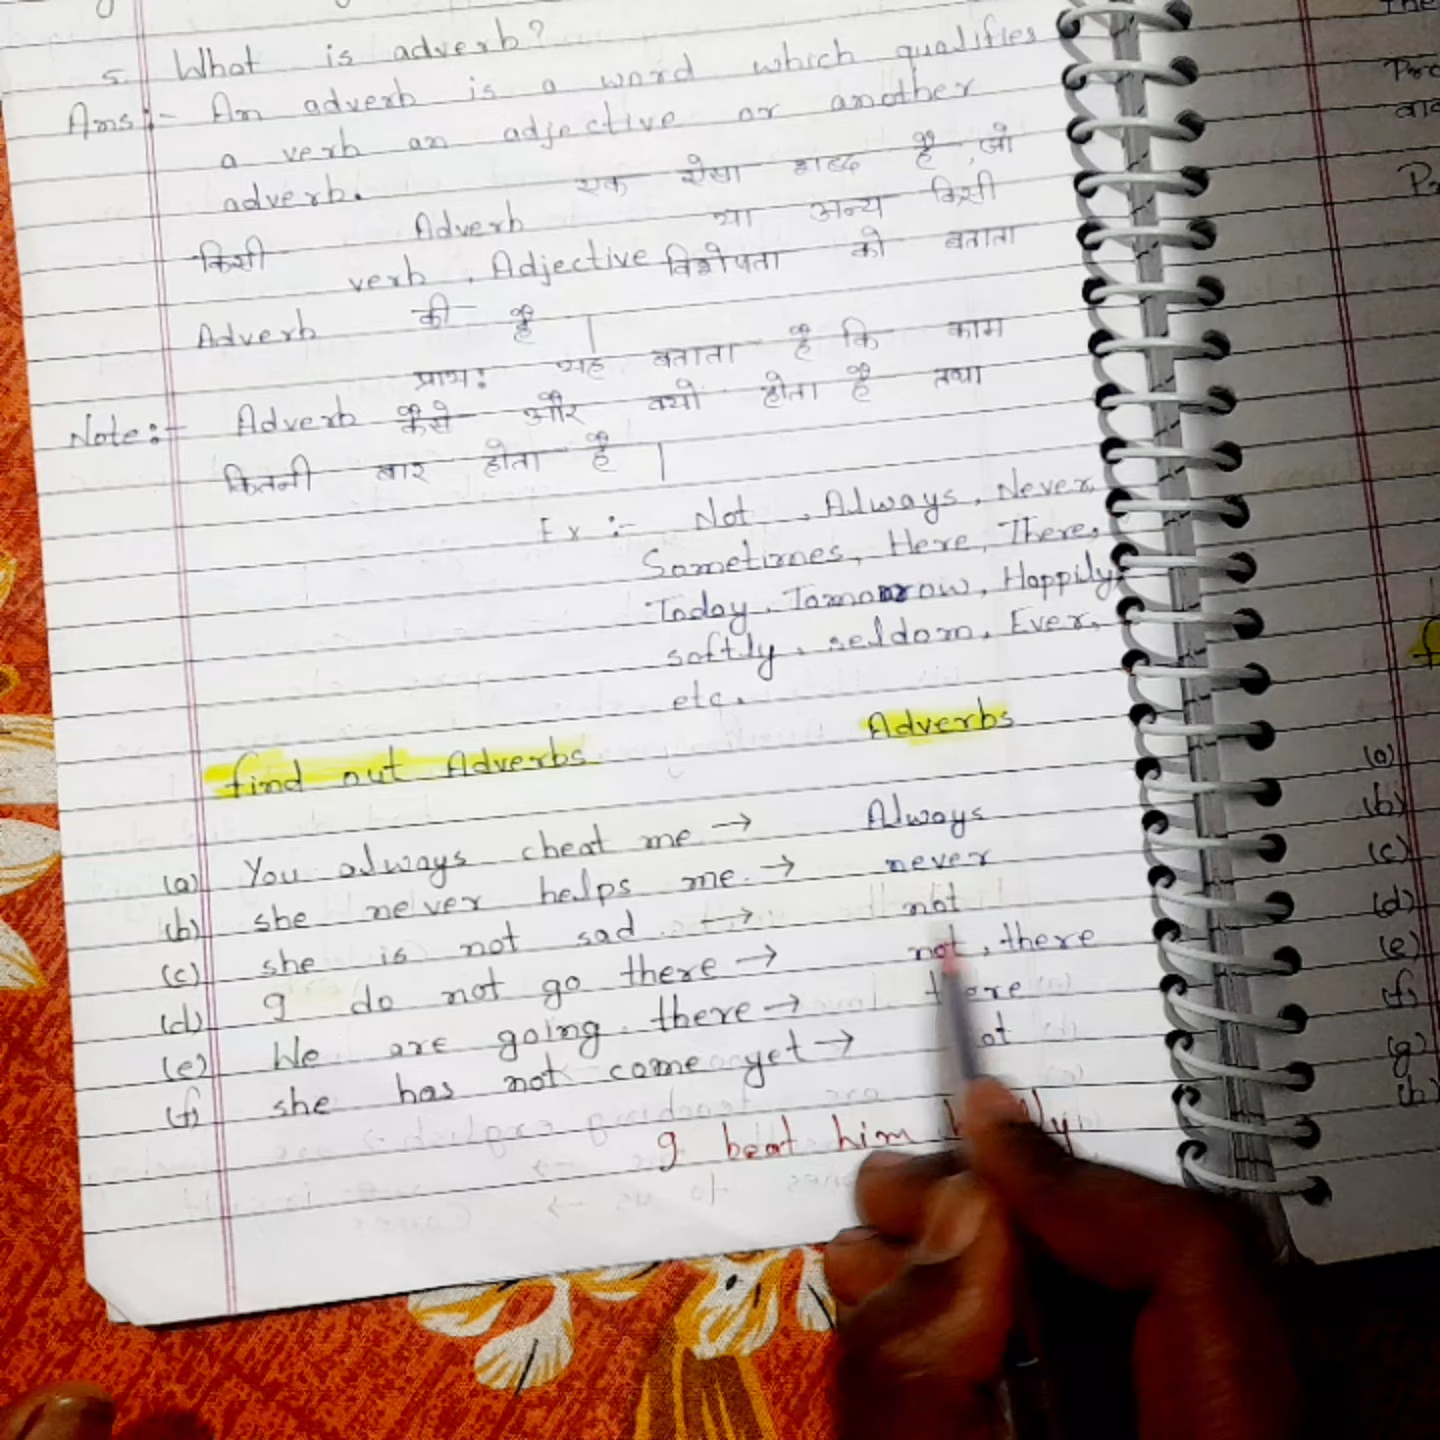 5. What is adverb?
Ans:- An adverb is a word which qualifies
a verb an adjective or another
adverb.
Adverb एक ऐसा शब्द है, जो
किसी verb, Adjective या अन्य किसी
Adverb की विशेषता को बताता
है |
Note:- Adverb प्रायः यह बताता है कि काम
कैसे और क्यों होता है तथा
कितनी बार होता है |
Ex :- Not, Always, Never,
Sometimes, Here, There,
Today, Tomorrow, Happily,
softly, seldom, Ever,
etc.
find out Adverbs Adverbs
(a) You always cheat me → Always
(b) she never helps me. → never
(c) she is not sad → not
(d) I do not go there → not, there
(e) We are going there →
(f) she has not come yet →
I beat him
The
(a)
(b)
(c)
(d)
(e)
(f)
(g)
(h)